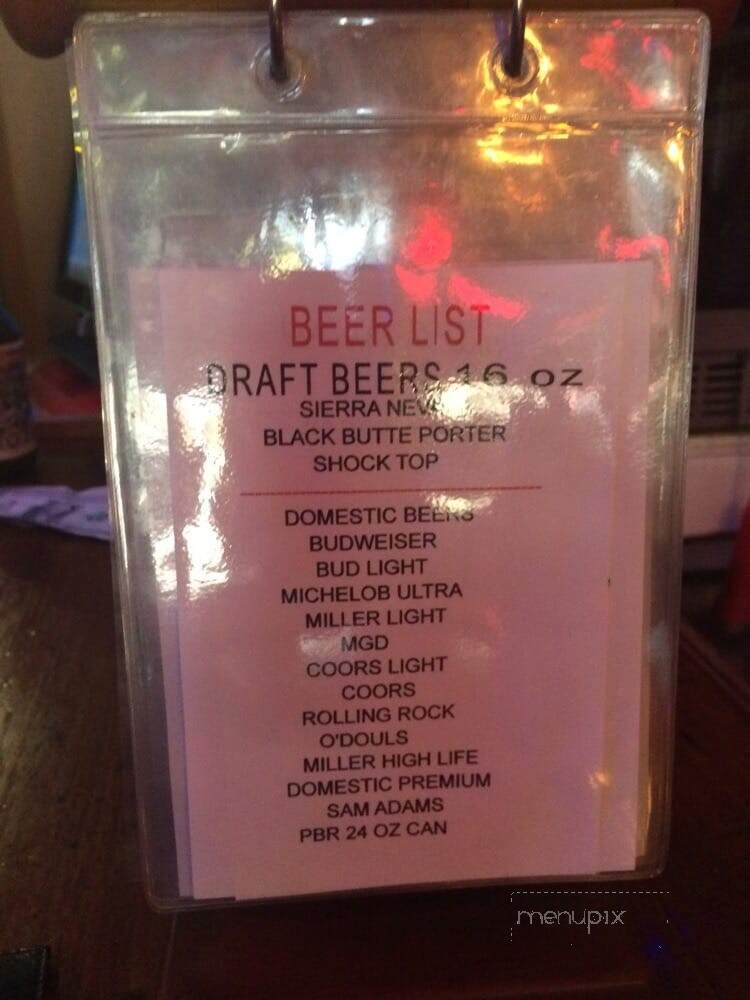 BEER LIST
DRAFT BEERS 16 oz
SIERRA
BLACK BUTTE PORTER
SHOCK TOP
DOMESTIC BEERS
BUDWEISER
BUD LIGHT
MICHELOB ULTRA
MILLER LIGHT
MGD
COORS LIGHT
COORS
ROLLING ROCK
O'DOULS
MILLER HIGH LIFE
DOMESTIC PREMIUM
SAM ADAMS
PBR 24 OZ CAN
menupix